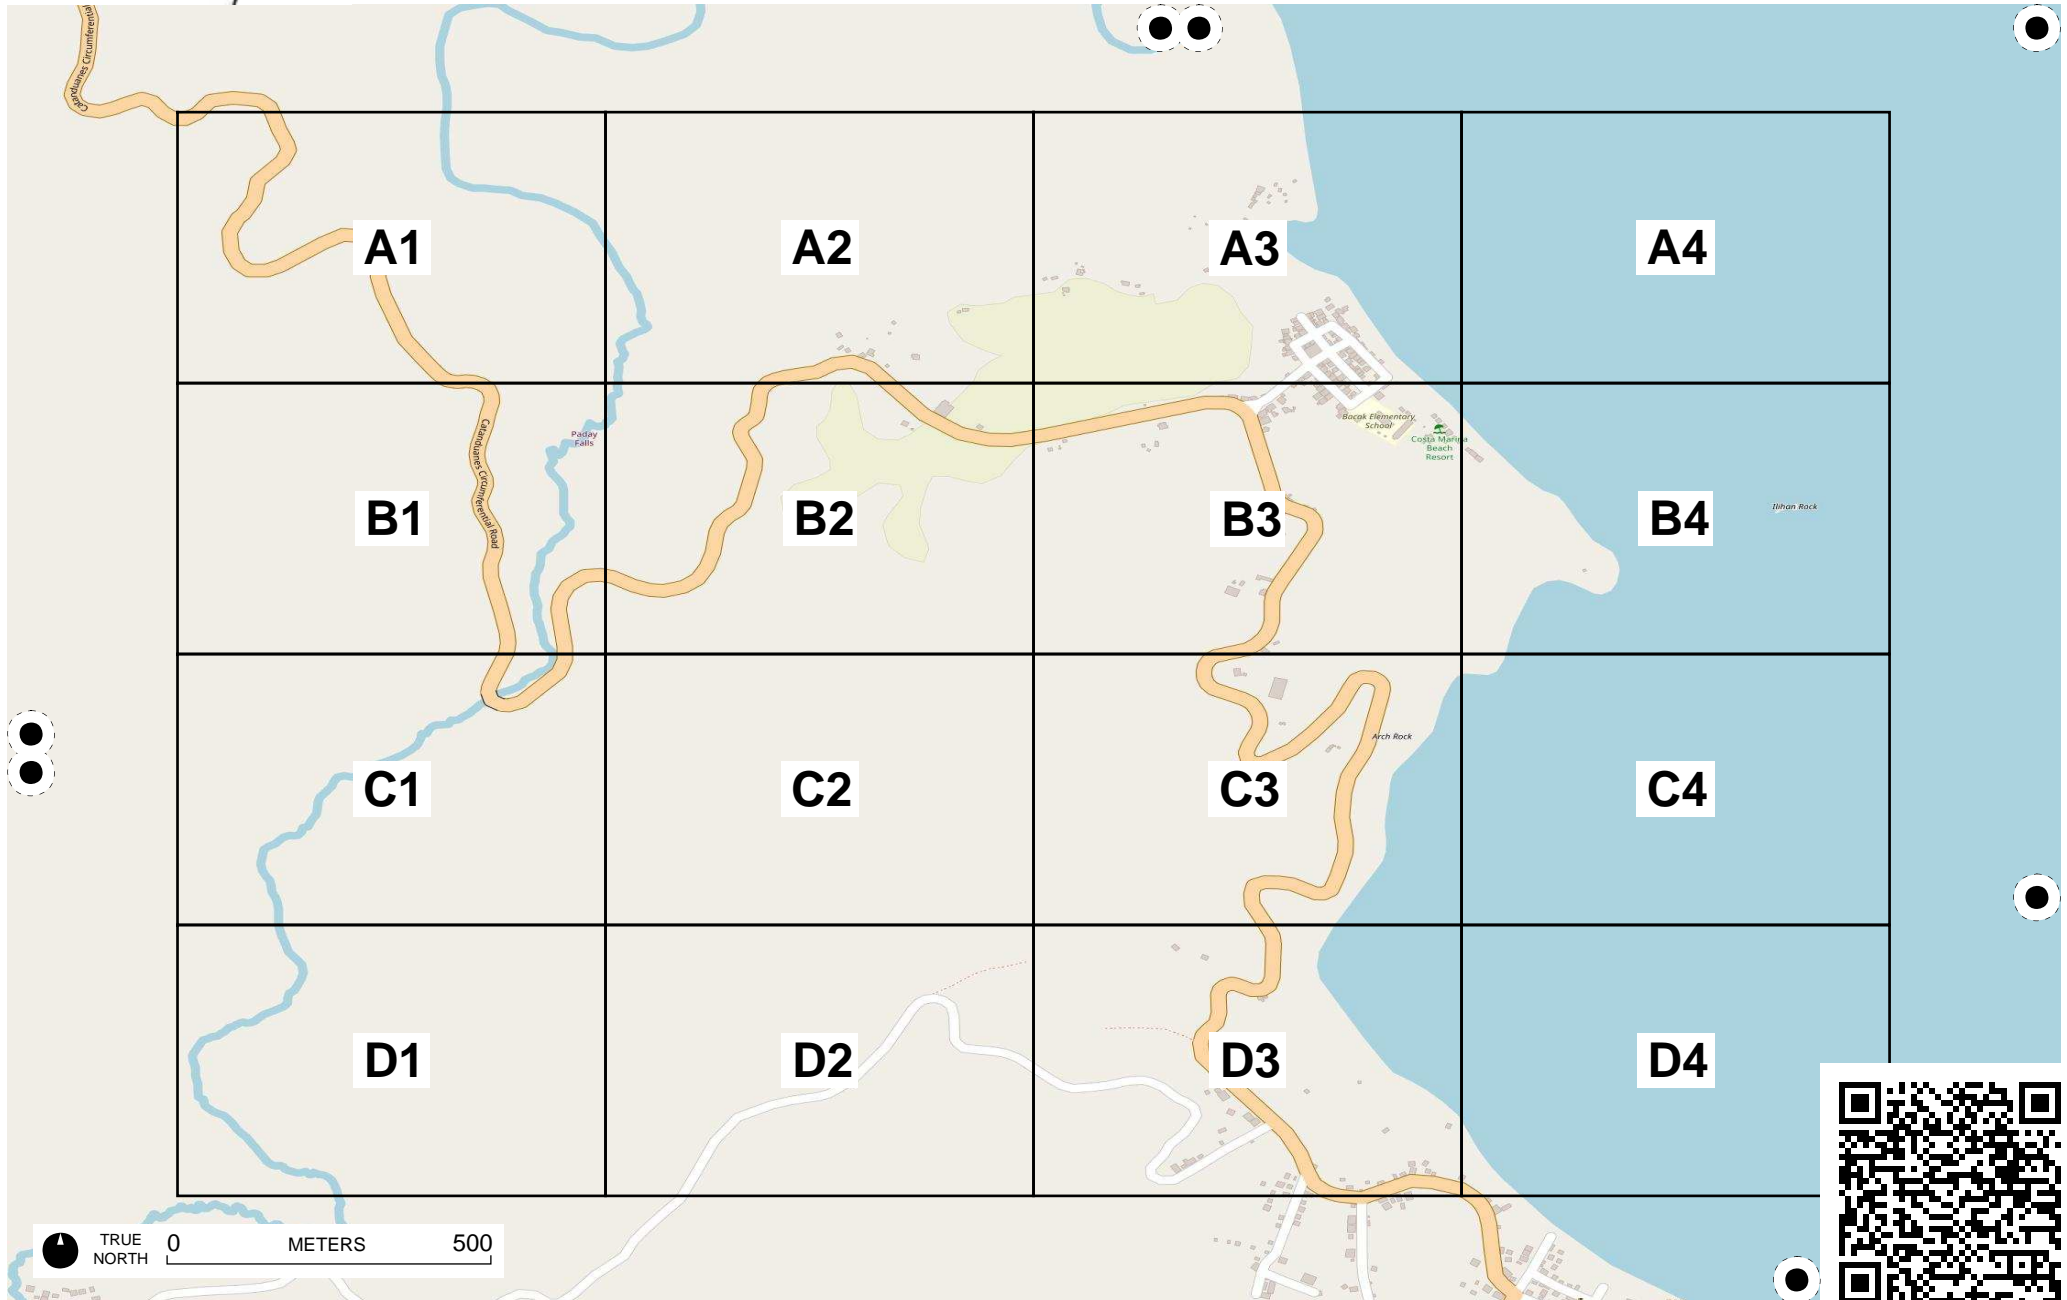 Catanduanes Circumferential
A1
A2
A3
A4
Paday
Falls
Bacak Elementary
School
Costa Marina
Beach
Resort
Catanduanes Circumferential Road
B1
B2
B3
B4
Ilihan Rock
Arch Rock
C1
C2
C3
C4
D1
D2
D3
D4
TRUE
NORTH
0
METERS
500